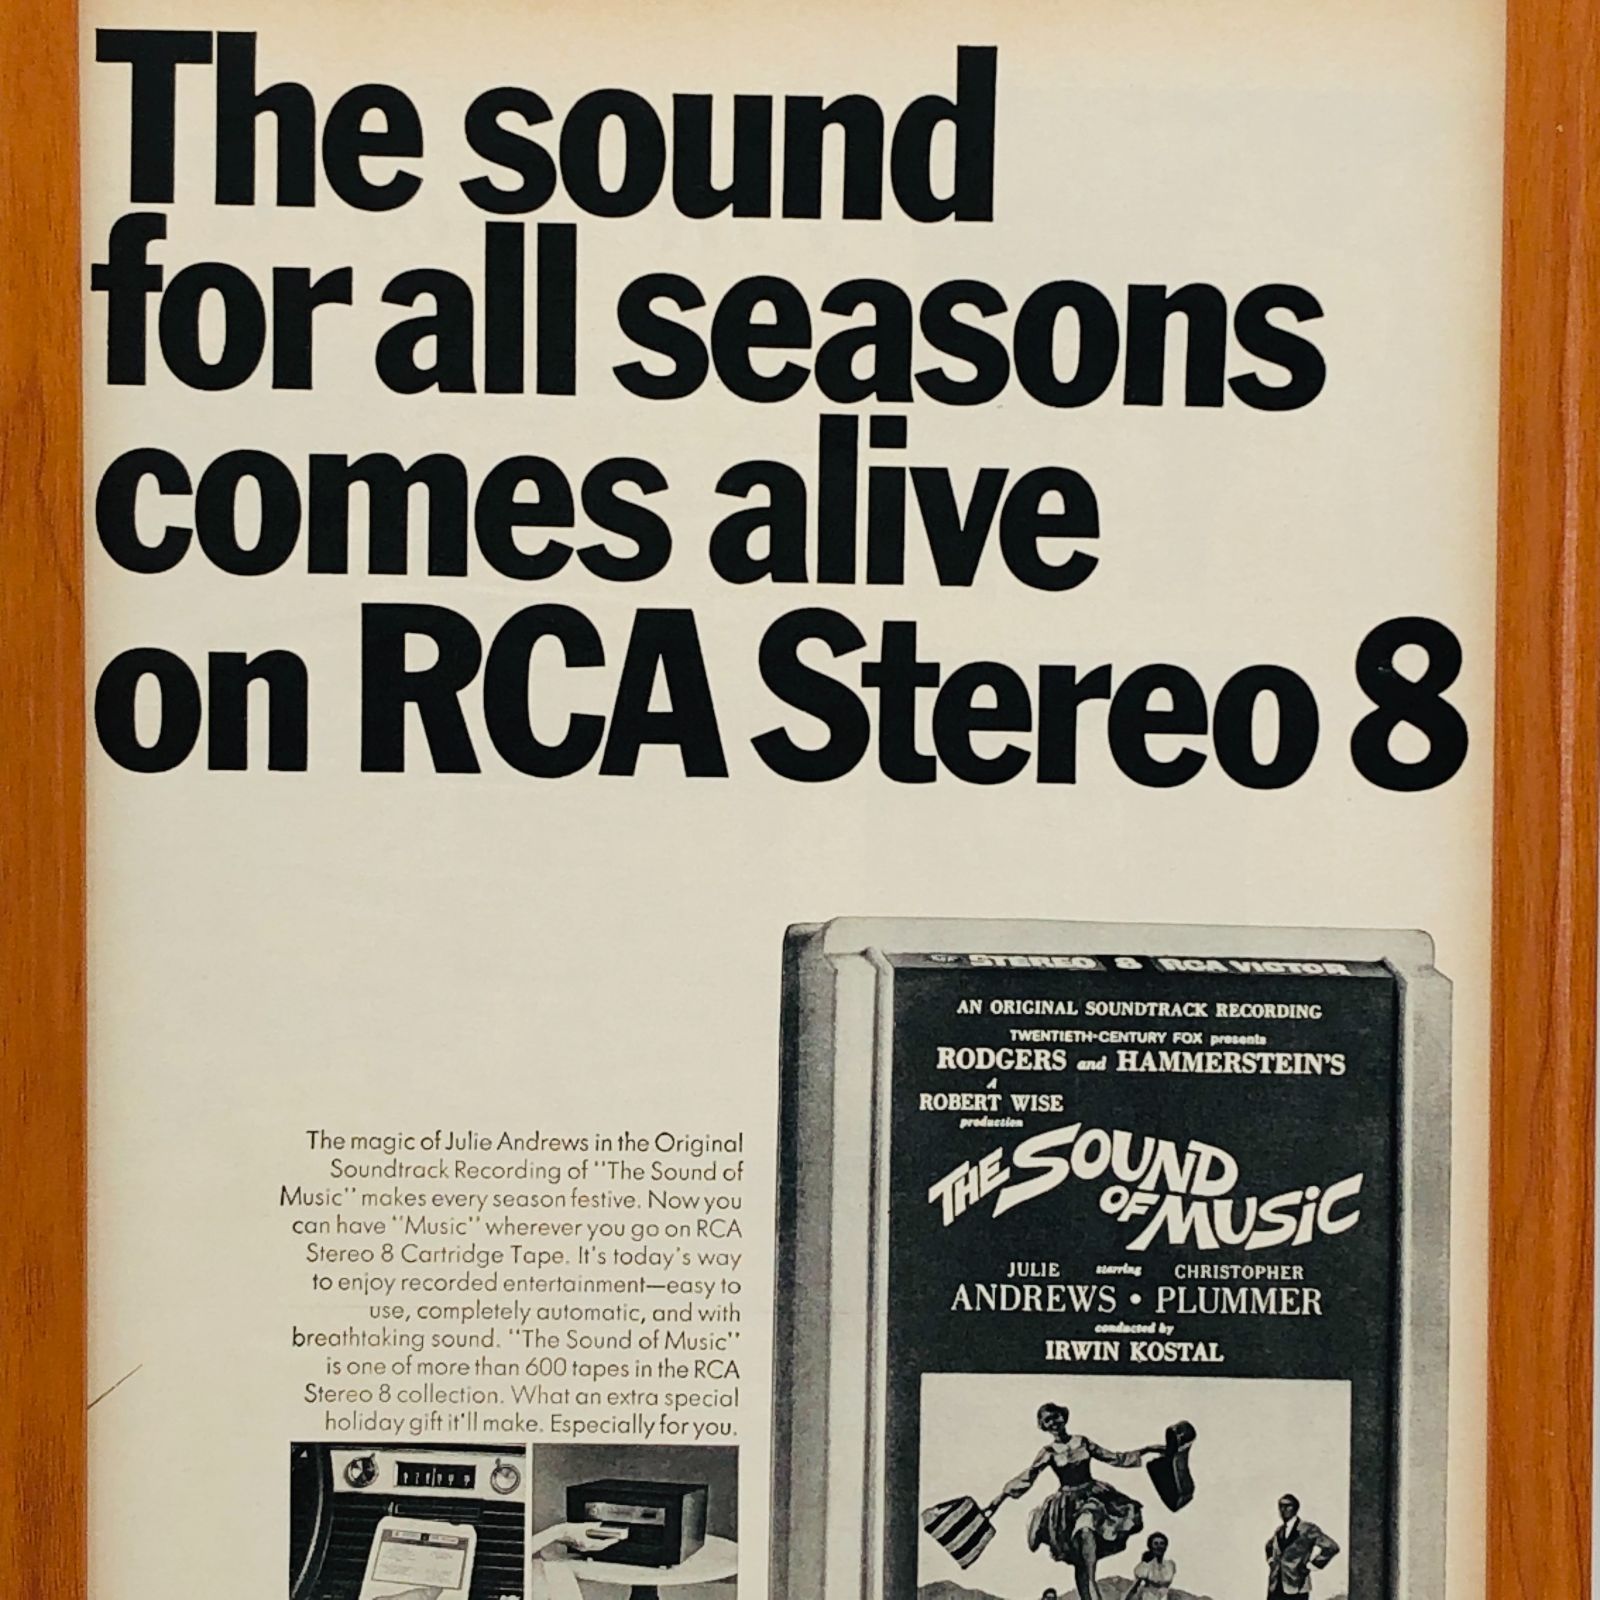 The sound
for all seasons
comes alive
on RCA Stereo 8
The magic of Julie Andrews in the Original
Soundtrack Recording of "The Sound of
Music" makes every season festive. Now you
can have "Music" wherever you go on RCA
Stereo 8 Cartridge Tape. It's today's way
to enjoy recorded entertainment—easy to
use, completely automatic, and with
breathtaking sound. "The Sound of Music"
is one of more than 600 tapes in the RCA
Stereo 8 collection. What an extra special
holiday gift it'll make. Especially for you.
STEREO 8 RCA VICTOR
AN ORIGINAL SOUNDTRACK RECORDING
TWENTIETH-CENTURY FOX presents
RODGERS and HAMMERSTEIN'S
A
ROBERT WISE
production
THE SOUND
OF MUSiC
JULIE starring CHRISTOPHER
ANDREWS • PLUMMER
conducted by
IRWIN KOSTAL